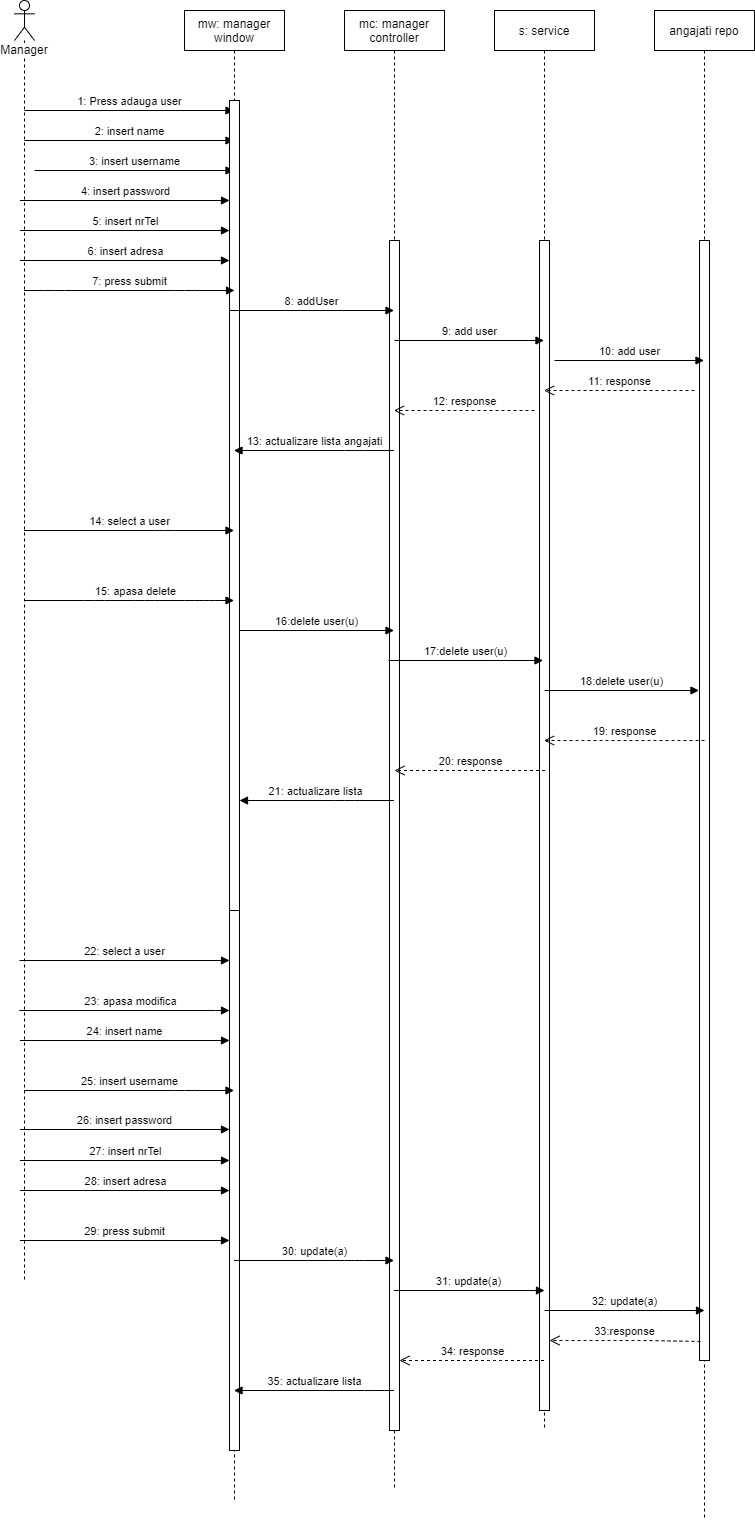 mw: manager
window
mc: manager
controller
s: service
angajati repo
Manager
1: Press adauga user
2: insert name
3: insert username
4: insert password
5: insert nrTel
6: insert adresa
7: press submit
8: addUser
9: add user
10: add user
11: response
12: response
13: actualizare lista angajati
14: select a user
15: apasa delete
16:delete user(u)
17:delete user(u)
18:delete user(u)
19: response
20: response
21: actualizare lista
22: select a user
23: apasa modifica
24: insert name
25: insert username
26: insert password
27: insert nrTel
28: insert adresa
29: press submit
30: update(a)
31: update(a)
32: update(a)
33:response
34: response
35: actualizare lista